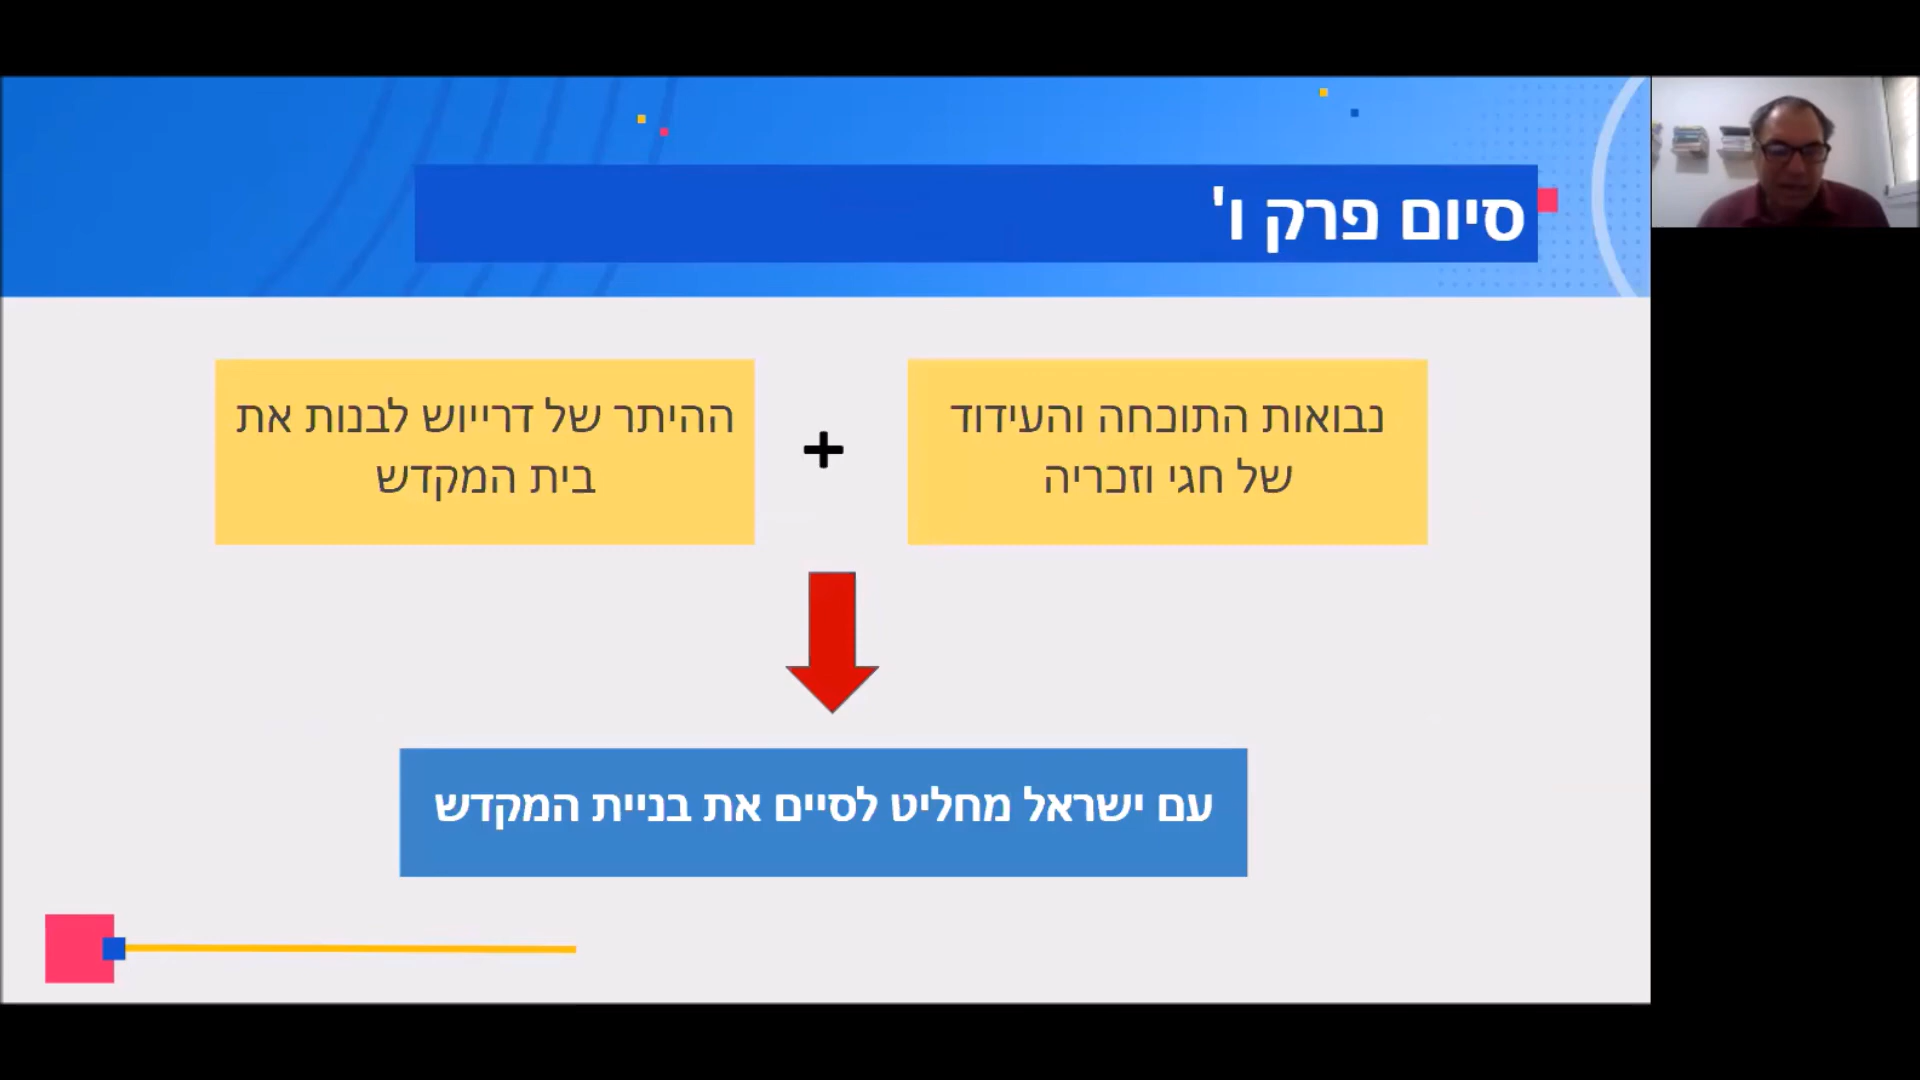 סיום פרק ו'
נבואות התוכחה והעידוד
של חגי וזכריה
+
ההיתר של דרייוש לבנות את
בית המקדש
עם ישראל מחליט לסיים את בניית המקדש